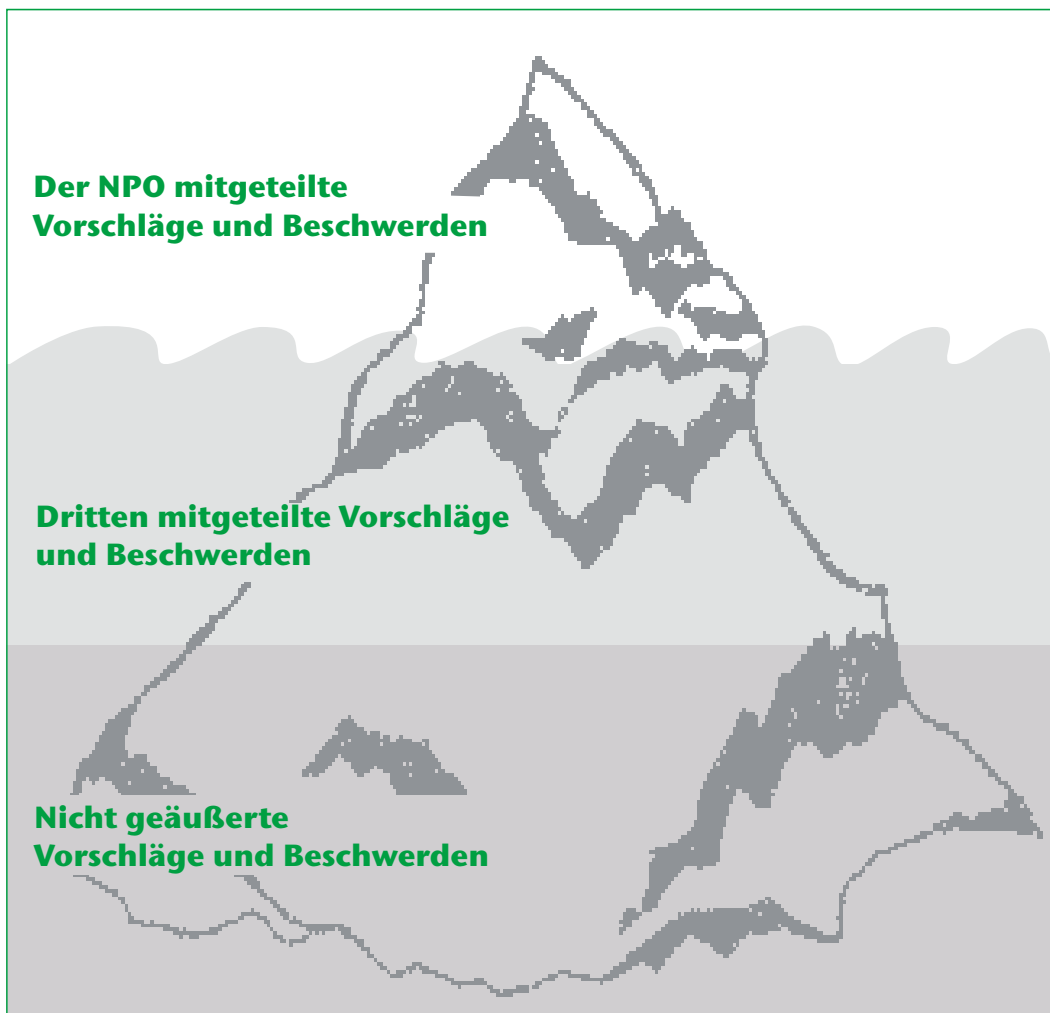 Der NPO mitgeteilte
Vorschläge und Beschwerden
Dritten mitgeteilte Vorschläge
und Beschwerden
Nicht geäußerte
Vorschläge und Beschwerden